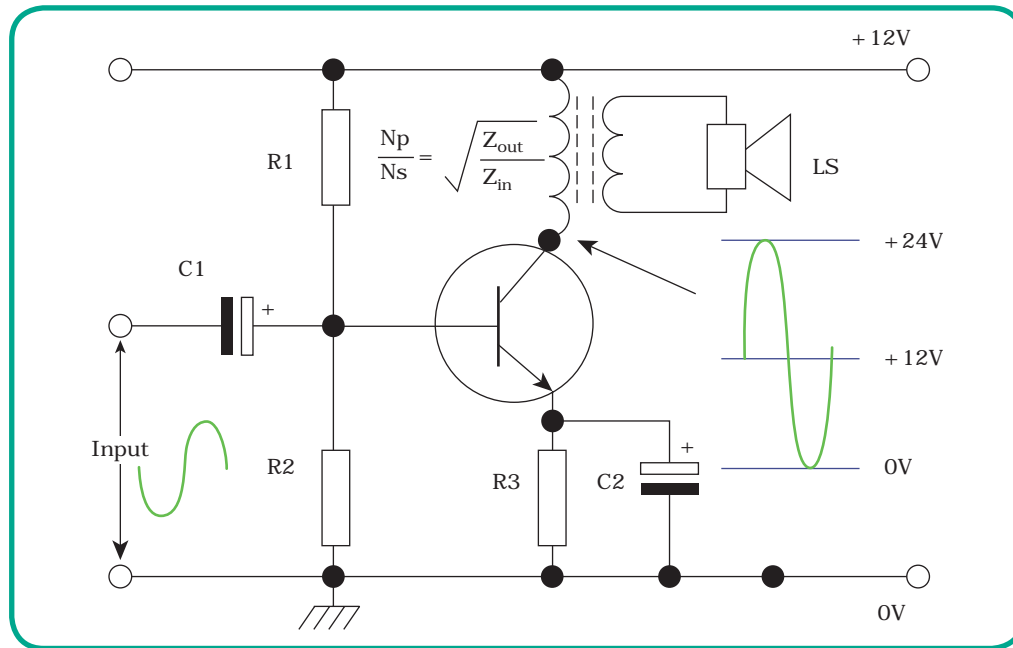 +12V
R1
Np/Ns = √(Zout/Zin)
LS
+24V
C1
+
+12V
Input
R2
R3
+
C2
0V
0V